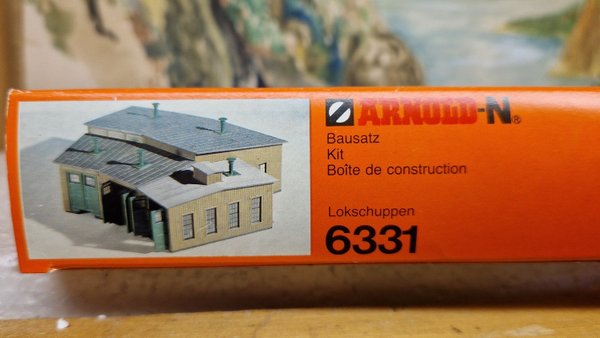 ARNOLD-N®
Bausatz
Kit
Boîte de construction
Lokschuppen
6331